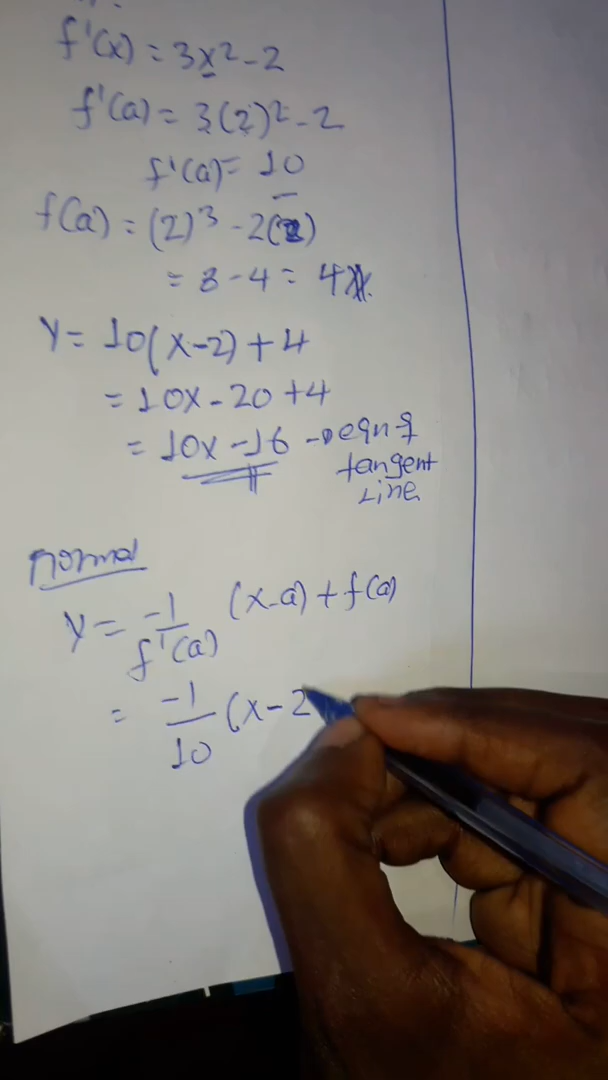 f'(x) = 3x² - 2
f'(a) = 3(2)² - 2
f'(a) = 10
f(a) = (2)³ - 2(2)
= 8 - 4 = 4
y = 10(x-2) + 4
= 10x - 20 + 4
= 10x - 16 → eqn of
tangent
Line
normal
y = -1/f'(a) (x-a) + f(a)
= -1/10 (x-2